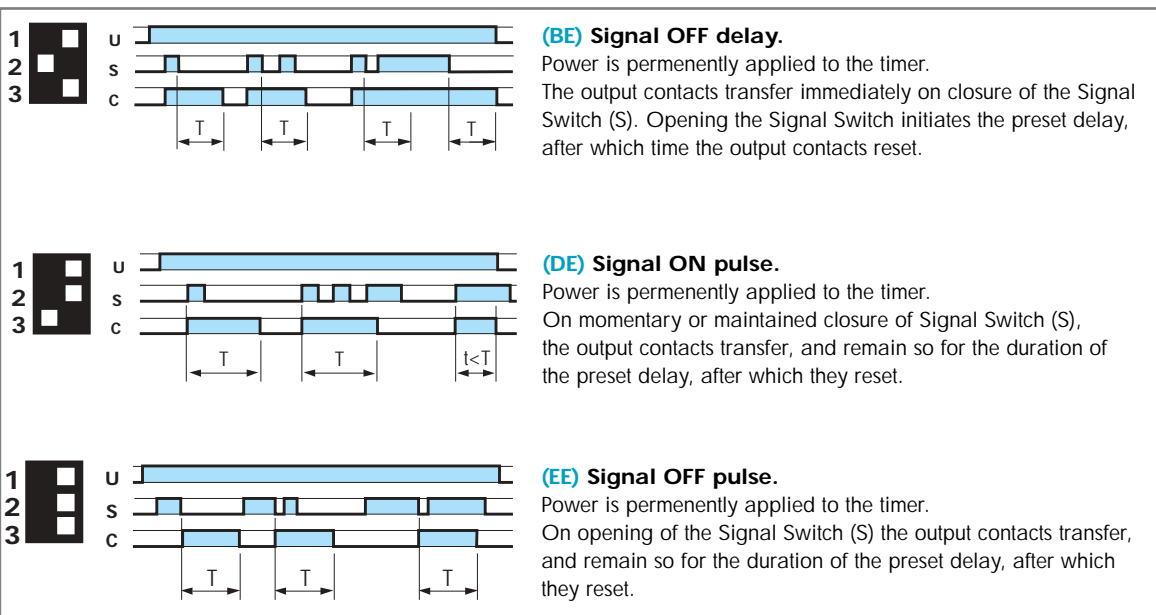 1
2
3
U
S
C
T
T
T
T
(BE) Signal OFF delay.
Power is permenently applied to the timer.
The output contacts transfer immediately on closure of the Signal
Switch (S). Opening the Signal Switch initiates the preset delay,
after which time the output contacts reset.
1
2
3
U
S
C
T
T
t<T
(DE) Signal ON pulse.
Power is permenently applied to the timer.
On momentary or maintained closure of Signal Switch (S),
the output contacts transfer, and remain so for the duration of
the preset delay, after which they reset.
1
2
3
U
S
C
T
T
T
(EE) Signal OFF pulse.
Power is permenently applied to the timer.
On opening of the Signal Switch (S) the output contacts transfer,
and remain so for the duration of the preset delay, after which
they reset.